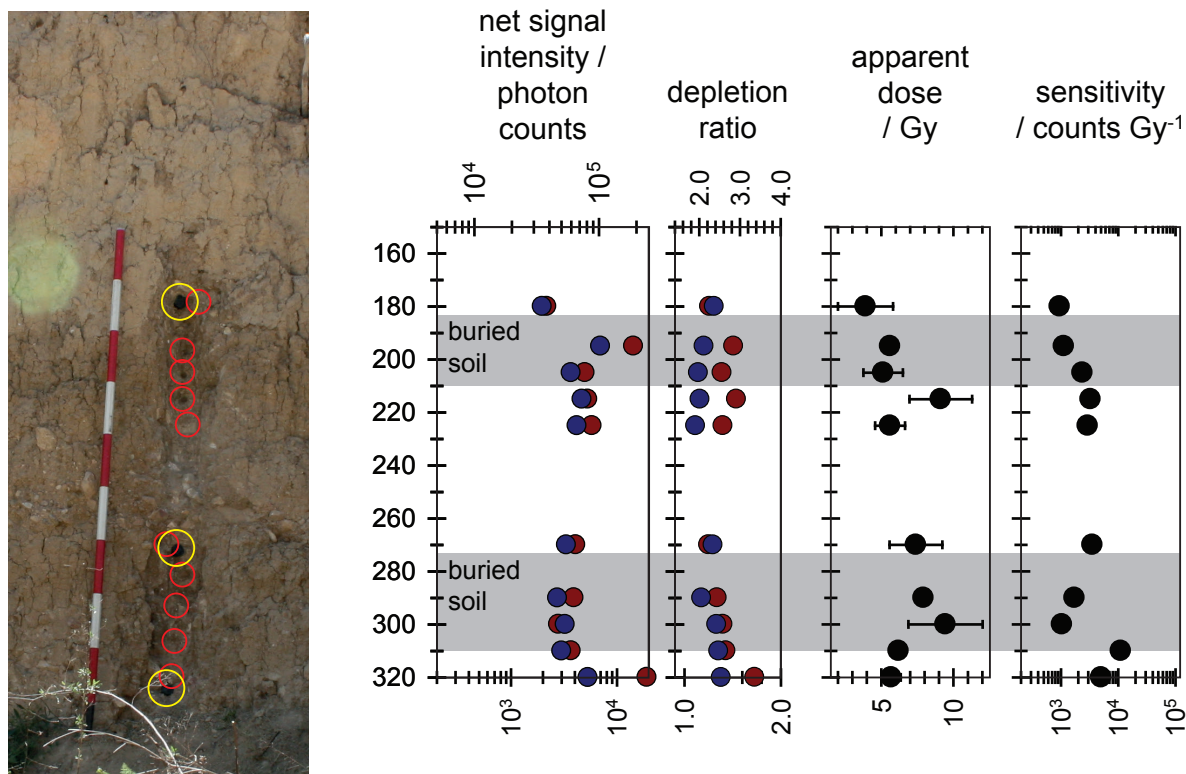 net signal
intensity /
photon
counts
depletion
ratio
apparent
dose
/ Gy
sensitivity
/ counts Gy⁻¹
10⁴
10⁵
2.0
3.0
4.0
160
180
200
220
240
260
280
300
320
buried
soil
buried
soil
10³
10⁴
1.0
2.0
5
10
10³
10⁴
10⁵